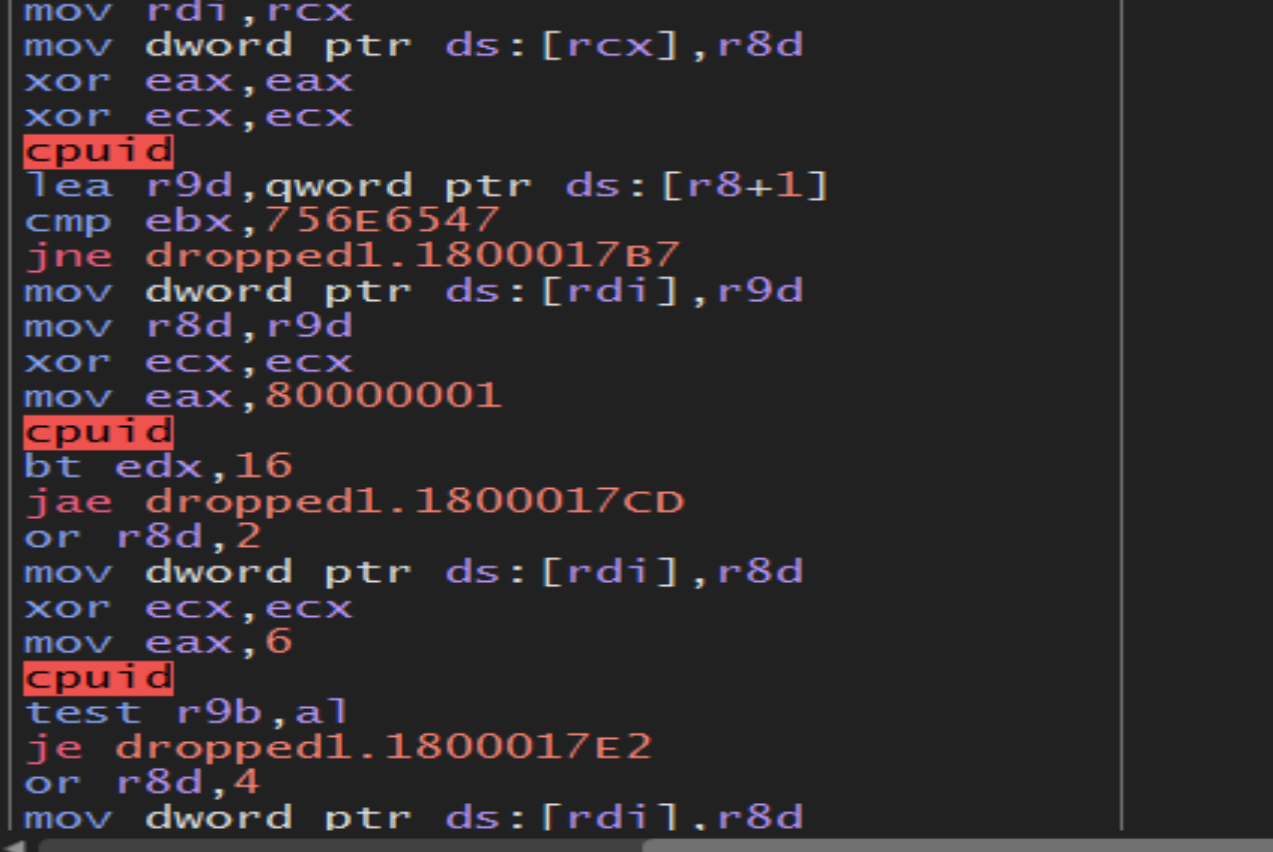 mov rdi,rcx
mov dword ptr ds:[rcx],r8d
xor eax,eax
xor ecx,ecx
cpuid
lea r9d,qword ptr ds:[r8+1]
cmp ebx,756E6547
jne dropped1.1800017B7
mov dword ptr ds:[rdi],r9d
mov r8d,r9d
xor ecx,ecx
mov eax,80000001
cpuid
bt edx,16
jae dropped1.1800017CD
or r8d,2
mov dword ptr ds:[rdi],r8d
xor ecx,ecx
mov eax,6
cpuid
test r9b,al
je dropped1.1800017E2
or r8d,4
mov dword ptr ds:[rdi],r8d